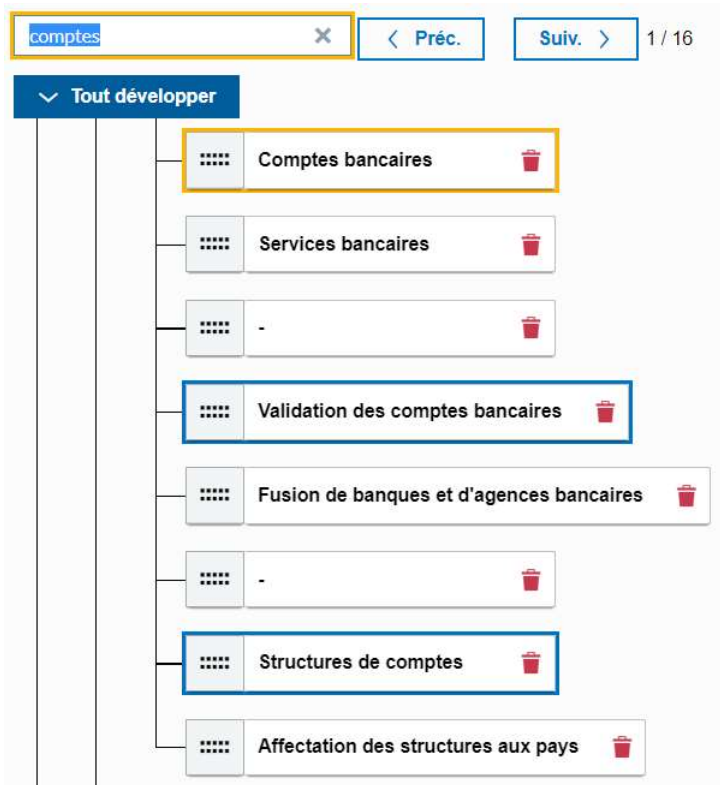 comptes
Préc.
Suiv.
1 / 16
Tout développer
Comptes bancaires
Services bancaires
-
Validation des comptes bancaires
Fusion de banques et d'agences bancaires
-
Structures de comptes
Affectation des structures aux pays